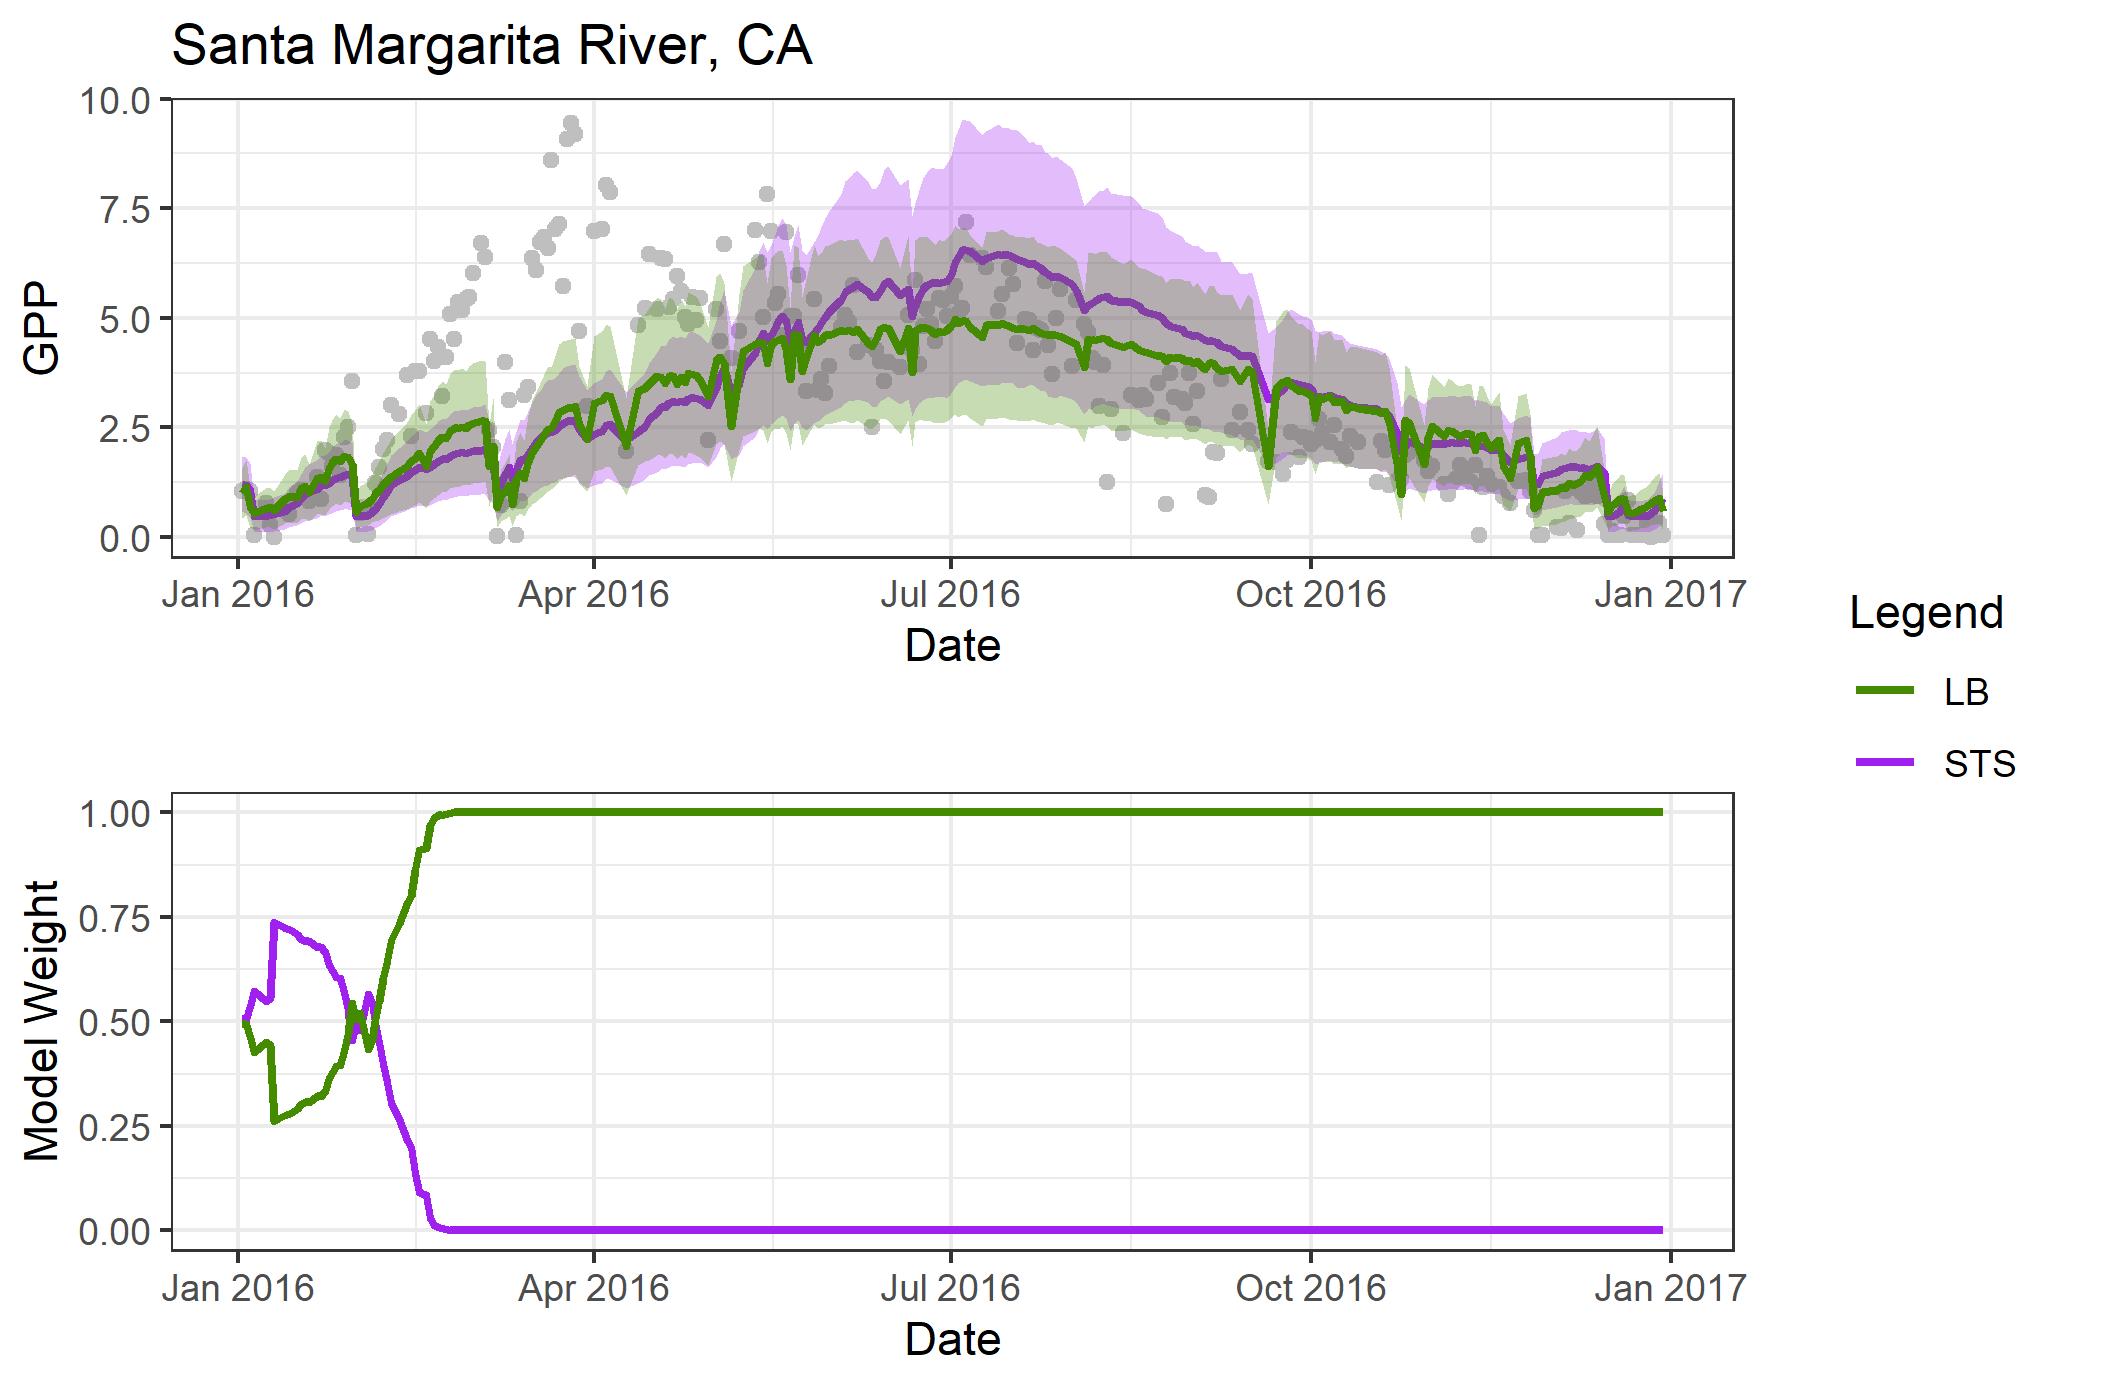 Santa Margarita River, CA
GPP
10.0
7.5
5.0
2.5
0.0
Jan 2016 Apr 2016 Jul 2016 Oct 2016 Jan 2017
Date
Legend
LB
STS
Model Weight
1.00
0.75
0.50
0.25
0.00
Jan 2016 Apr 2016 Jul 2016 Oct 2016 Jan 2017
Date